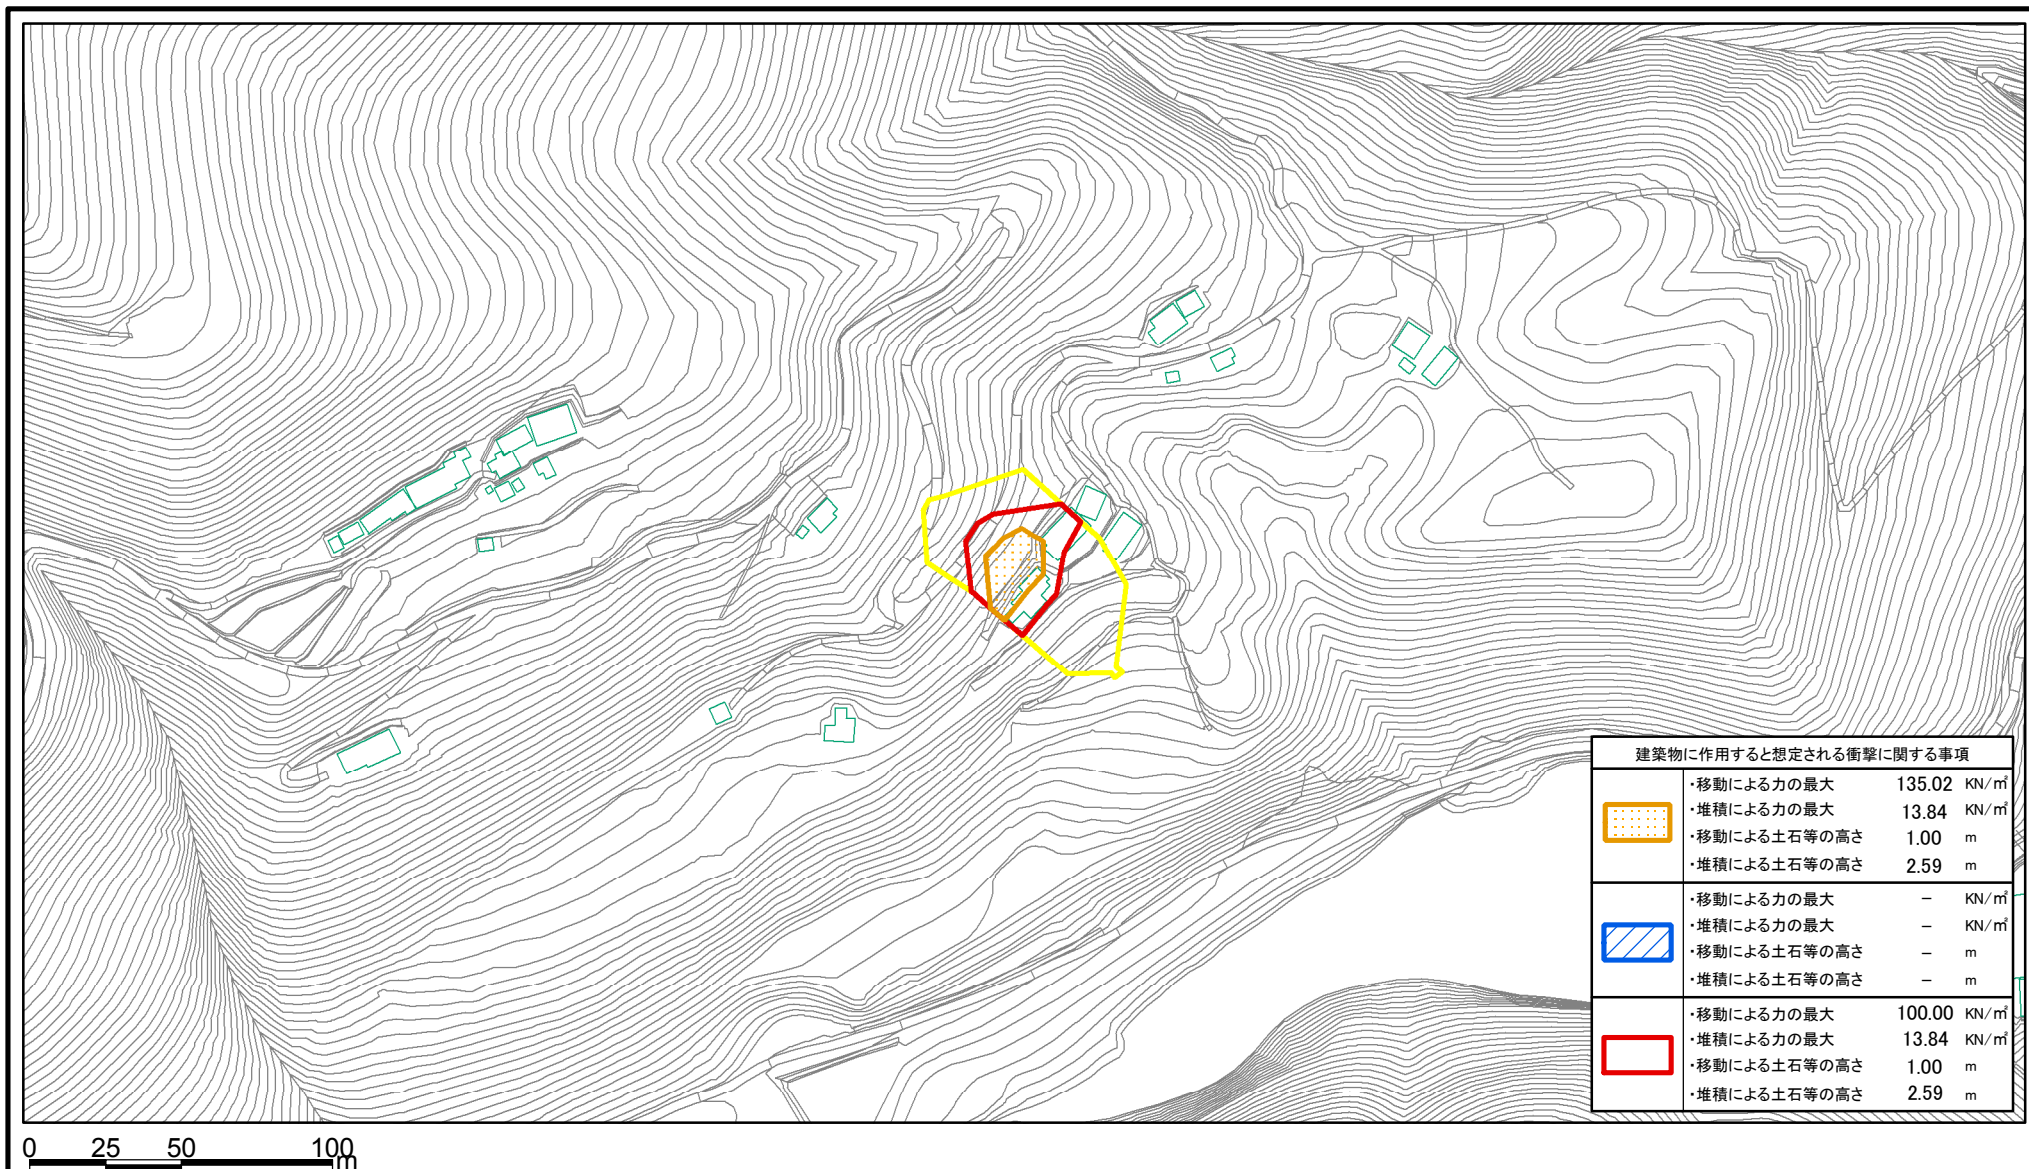 建築物に作用すると想定される衝撃に関する事項
・移動による力の最大 135.02 KN/㎡
・堆積による力の最大 13.84 KN/㎡
・移動による土石等の高さ 1.00 m
・堆積による土石等の高さ 2.59 m
・移動による力の最大 － KN/㎡
・堆積による力の最大 － KN/㎡
・移動による土石等の高さ － m
・堆積による土石等の高さ － m
・移動による力の最大 100.00 KN/㎡
・堆積による力の最大 13.84 KN/㎡
・移動による土石等の高さ 1.00 m
・堆積による土石等の高さ 2.59 m
0 25 50 100
m